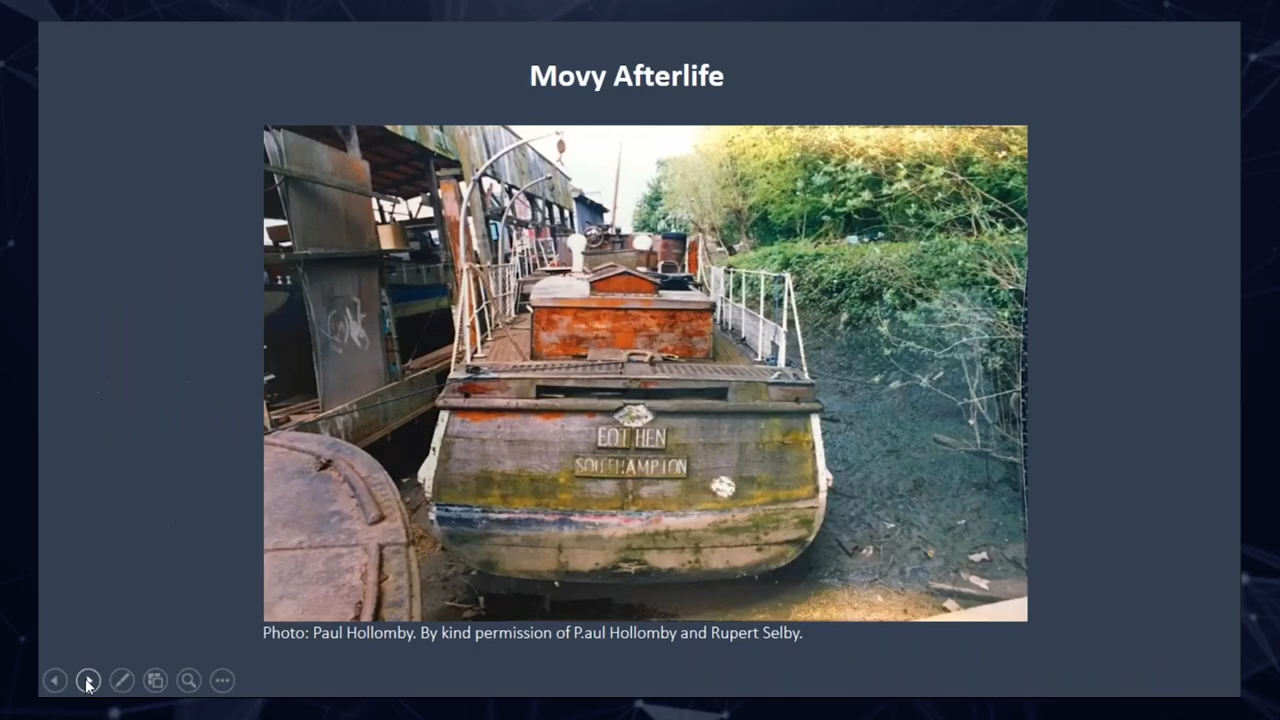 Movy Afterlife
EOTHEN
SOUTHAMPTON
Photo: Paul Hollomby. By kind permission of P.aul Hollomby and Rupert Selby.